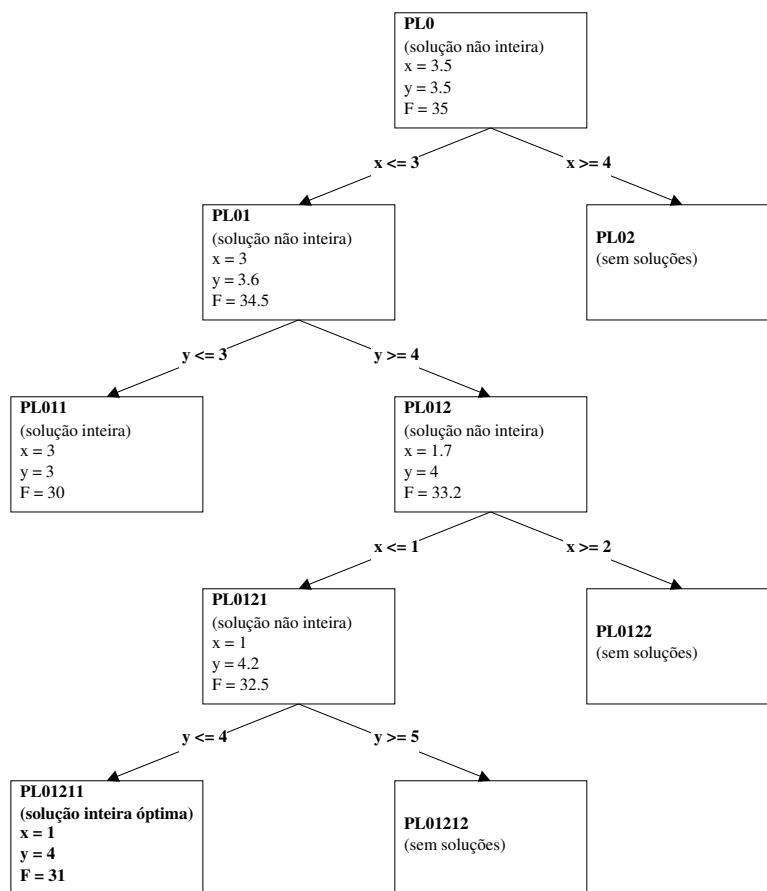 PL0
(solução não inteira)
x = 3.5
y = 3.5
F = 35
x <= 3
x >= 4
PL01
(solução não inteira)
x = 3
y = 3.6
F = 34.5
PL02
(sem soluções)
y <= 3
y >= 4
PL011
(solução inteira)
x = 3
y = 3
F = 30
PL012
(solução não inteira)
x = 1.7
y = 4
F = 33.2
x <= 1
x >= 2
PL0121
(solução não inteira)
x = 1
y = 4.2
F = 32.5
PL0122
(sem soluções)
y <= 4
y >= 5
PL01211
(solução inteira óptima)
x = 1
y = 4
F = 31
PL01212
(sem soluções)